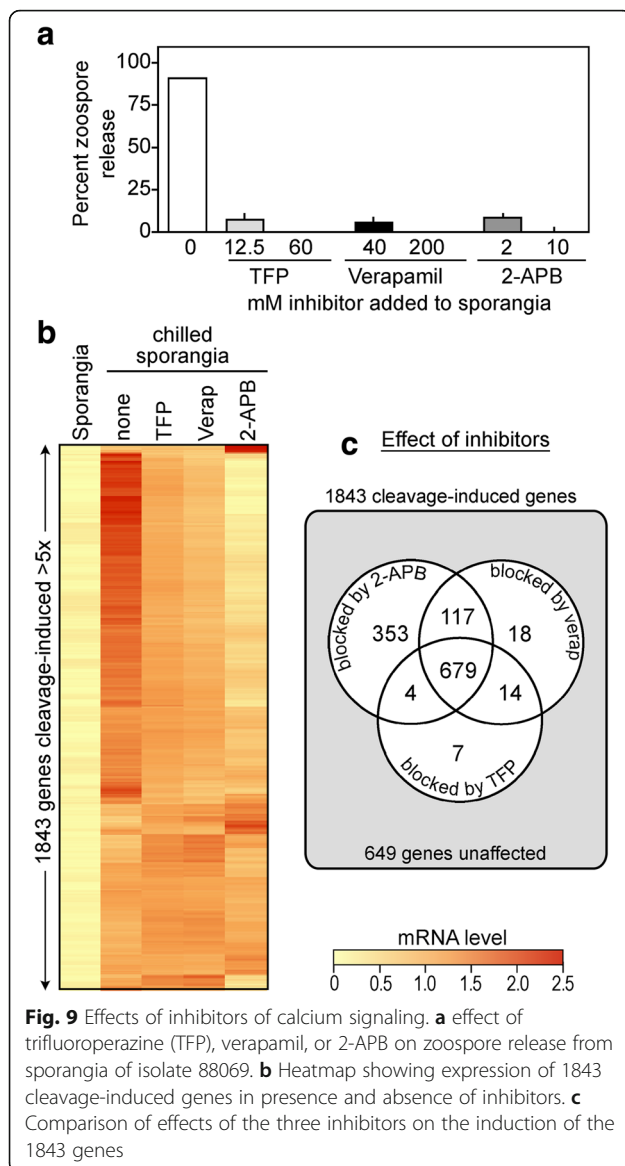 a
Percent zoospore
release
100
75
50
25
0
0 12.5 60 40 200 2 10
TFP Verapamil 2-APB
mM inhibitor added to sporangia
b
chilled
sporangia
Sporangia none TFP Verap 2-APB
1843 genes cleavage-induced >5x
c Effect of inhibitors
1843 cleavage-induced genes
blocked by 2-APB
blocked by verap
353 117 18
679
4 14
7
blocked by TFP
649 genes unaffected
mRNA level
0 0.5 1.0 1.5 2.0 2.5
Fig. 9 Effects of inhibitors of calcium signaling. a effect of
trifluoroperazine (TFP), verapamil, or 2-APB on zoospore release from
sporangia of isolate 88069. b Heatmap showing expression of 1843
cleavage-induced genes in presence and absence of inhibitors. c
Comparison of effects of the three inhibitors on the induction of the
1843 genes